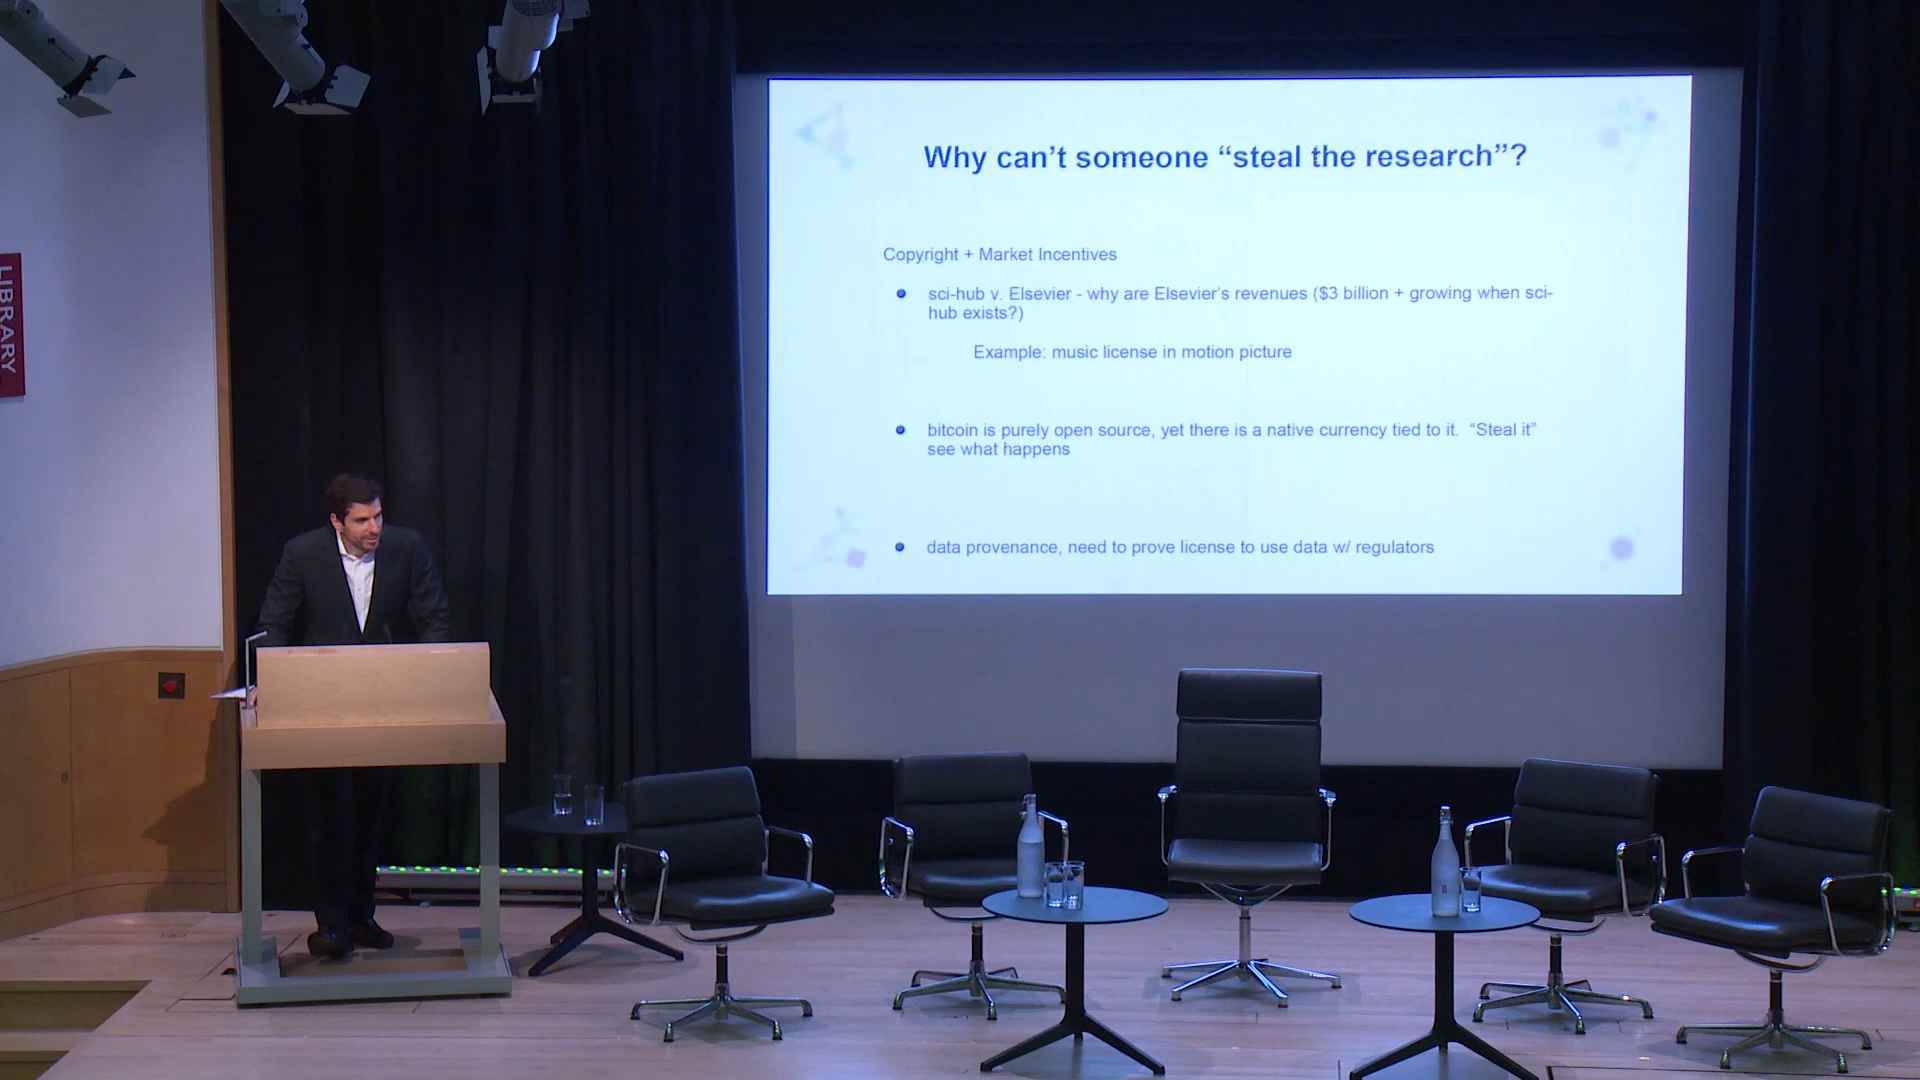 LIBRARY
Why can't someone “steal the research”?
Copyright + Market Incentives
sci-hub v. Elsevier - why are Elsevier's revenues ($3 billion + growing when sci-
hub exists?)
Example: music license in motion picture
bitcoin is purely open source, yet there is a native currency tied to it. “Steal it”
see what happens
data provenance, need to prove license to use data w/ regulators